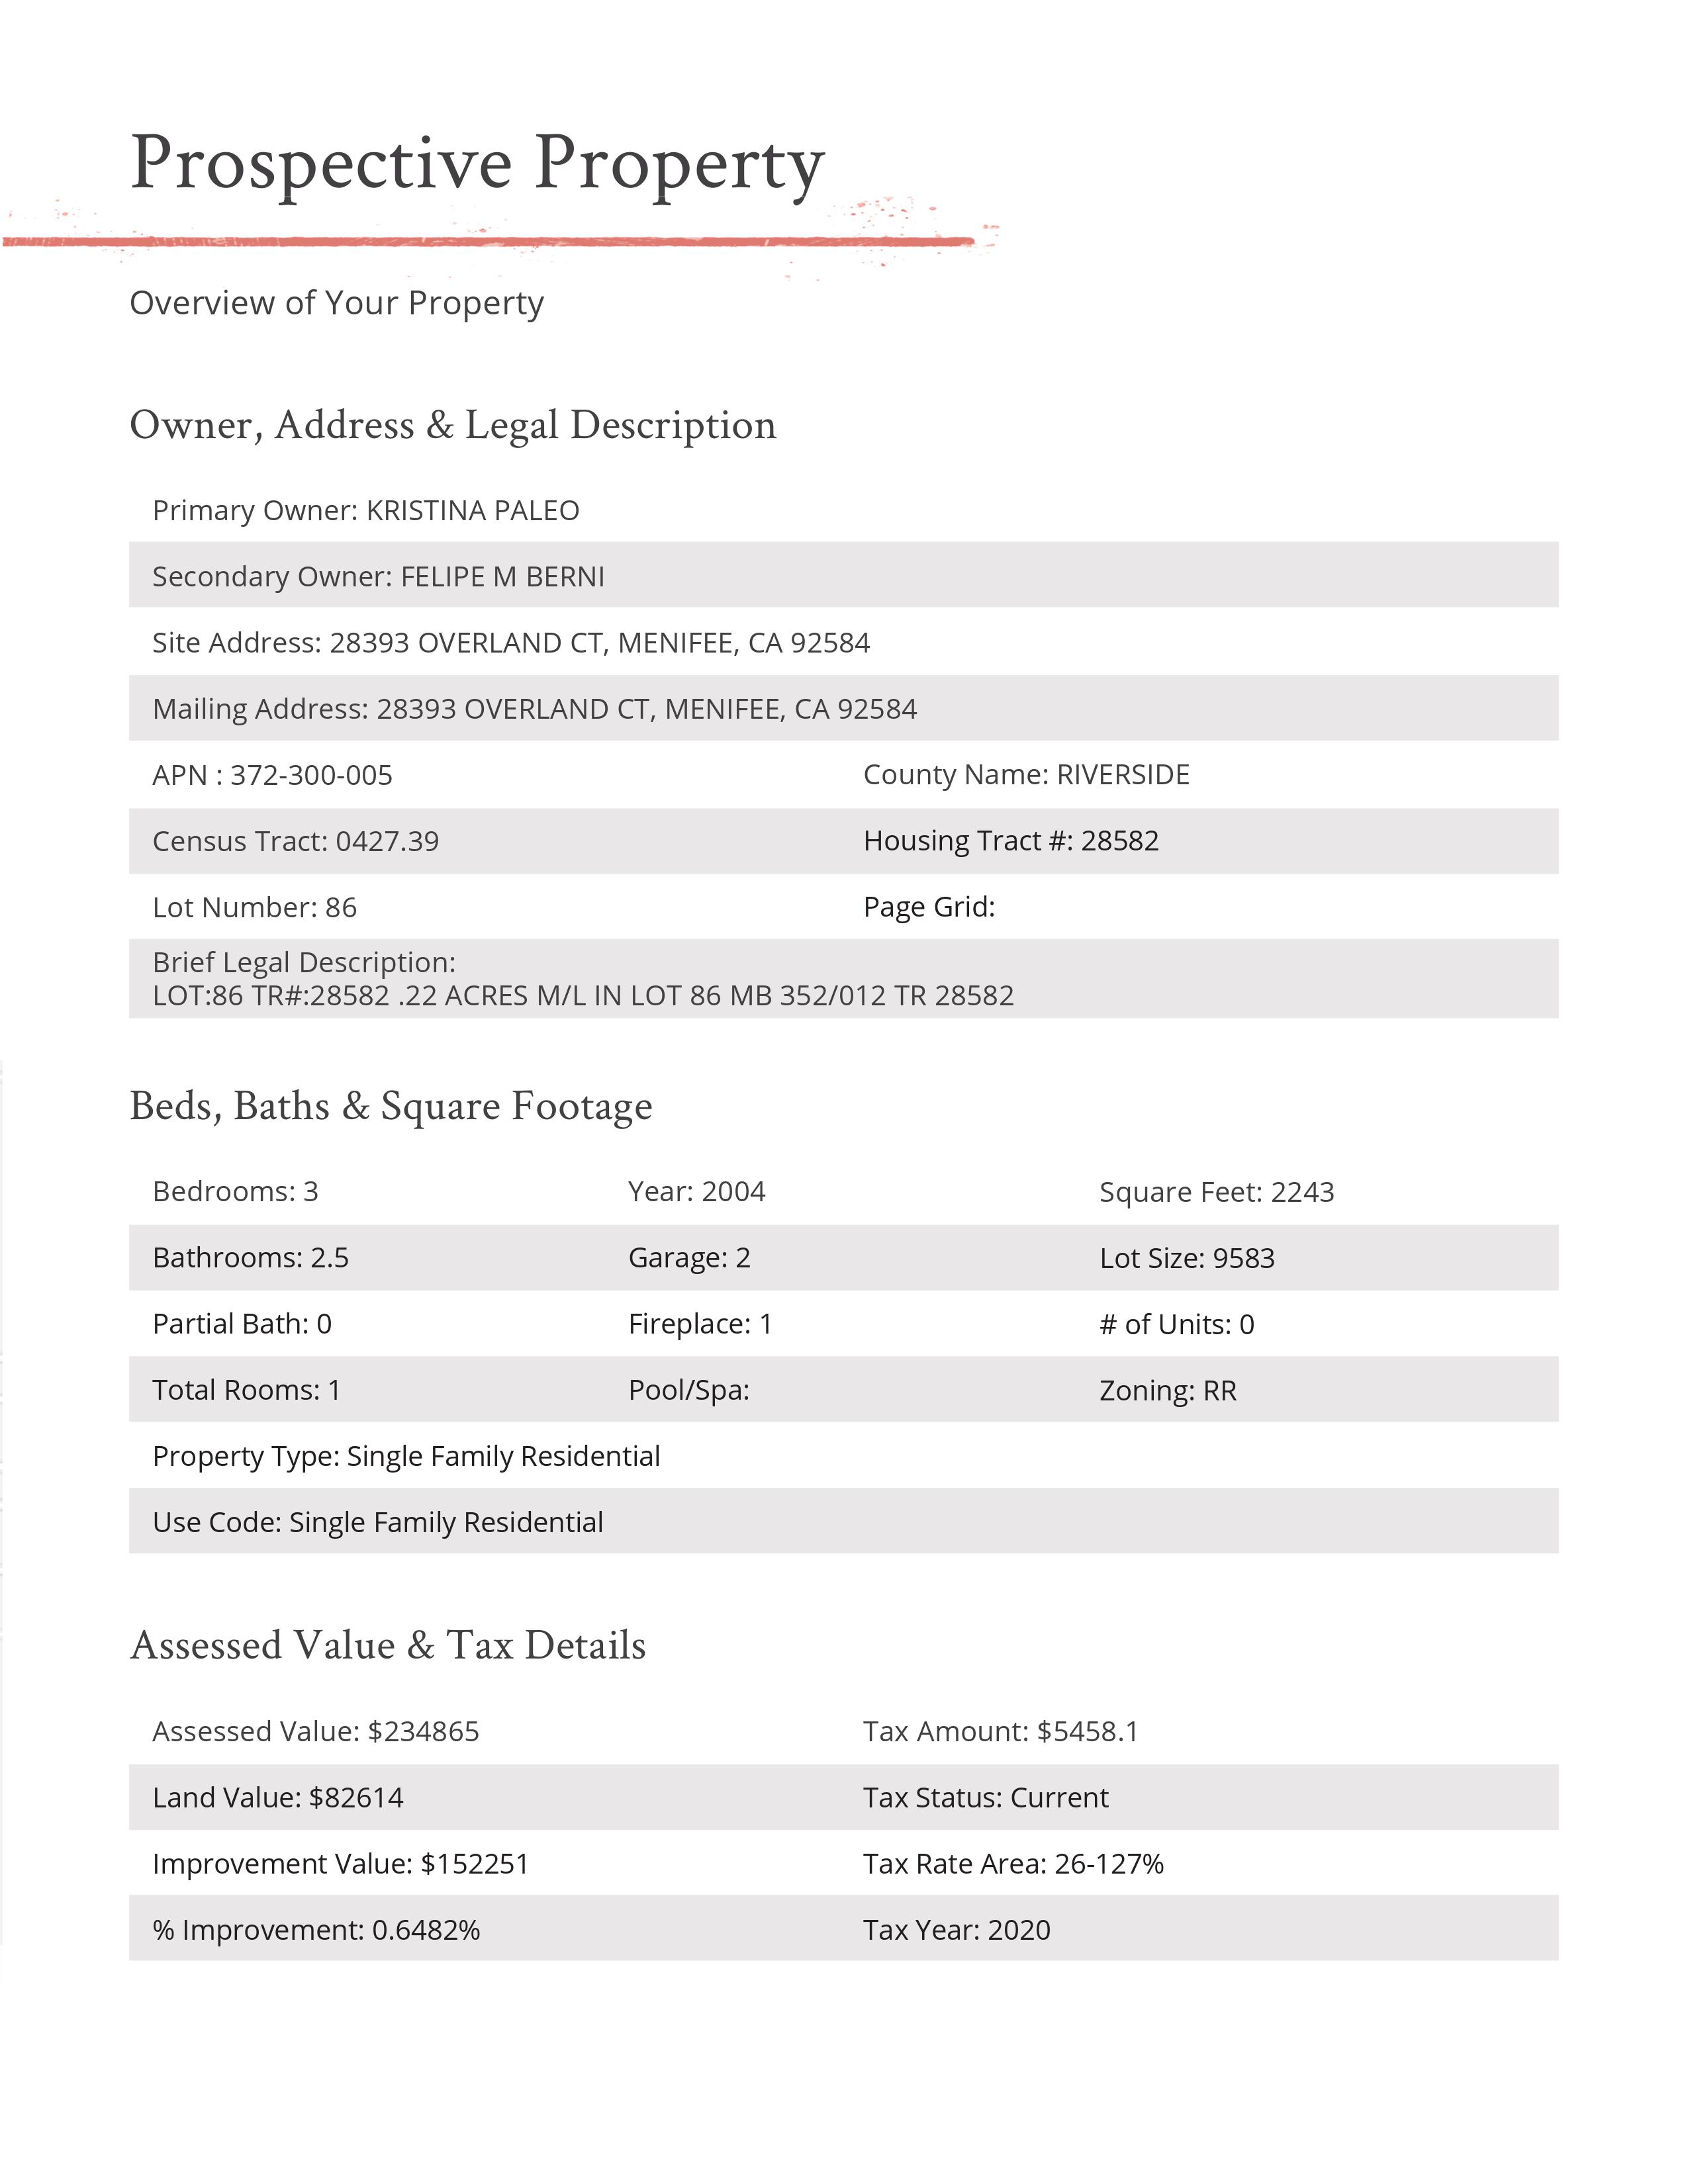 Prospective Property
Overview of Your Property
Owner, Address & Legal Description
Primary Owner: KRISTINA PALEO
Secondary Owner: FELIPE M BERNI
Site Address: 28393 OVERLAND CT, MENIFEE, CA 92584
Mailing Address: 28393 OVERLAND CT, MENIFEE, CA 92584
APN : 372-300-005 County Name: RIVERSIDE
Census Tract: 0427.39 Housing Tract #: 28582
Lot Number: 86 Page Grid:
Brief Legal Description:
LOT:86 TR#:28582 .22 ACRES M/L IN LOT 86 MB 352/012 TR 28582
Beds, Baths & Square Footage
Bedrooms: 3 Year: 2004 Square Feet: 2243
Bathrooms: 2.5 Garage: 2 Lot Size: 9583
Partial Bath: 0 Fireplace: 1 # of Units: 0
Total Rooms: 1 Pool/Spa: Zoning: RR
Property Type: Single Family Residential
Use Code: Single Family Residential
Assessed Value & Tax Details
Assessed Value: $234865 Tax Amount: $5458.1
Land Value: $82614 Tax Status: Current
Improvement Value: $152251 Tax Rate Area: 26-127%
% Improvement: 0.6482% Tax Year: 2020